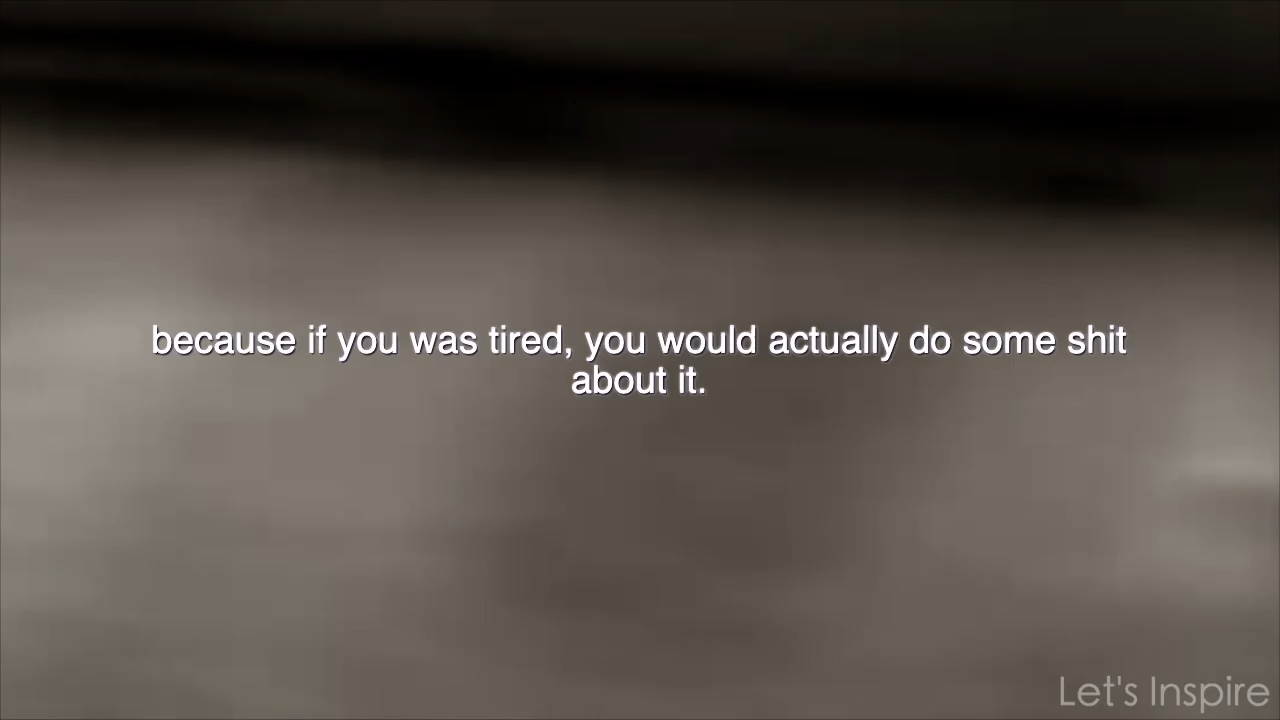 because if you was tired, you would actually do some shit
about it.
Let's Inspire